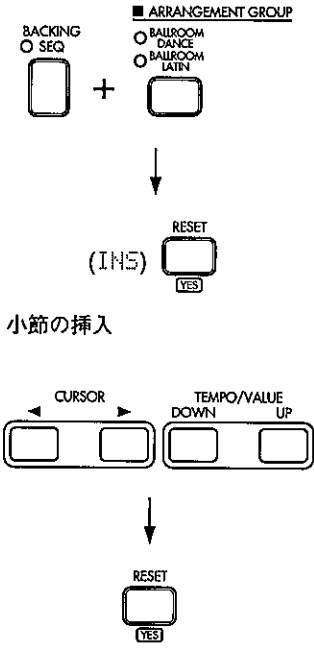 ■ ARRANGEMENT GROUP
BACKING
○ SEQ
○ BALLROOM
DANCE
○ BALLROOM
LATIN
+
RESET
(INS)
YES
小節の挿入
CURSOR
◄ ►
TEMPO/VALUE
DOWN UP
RESET
YES